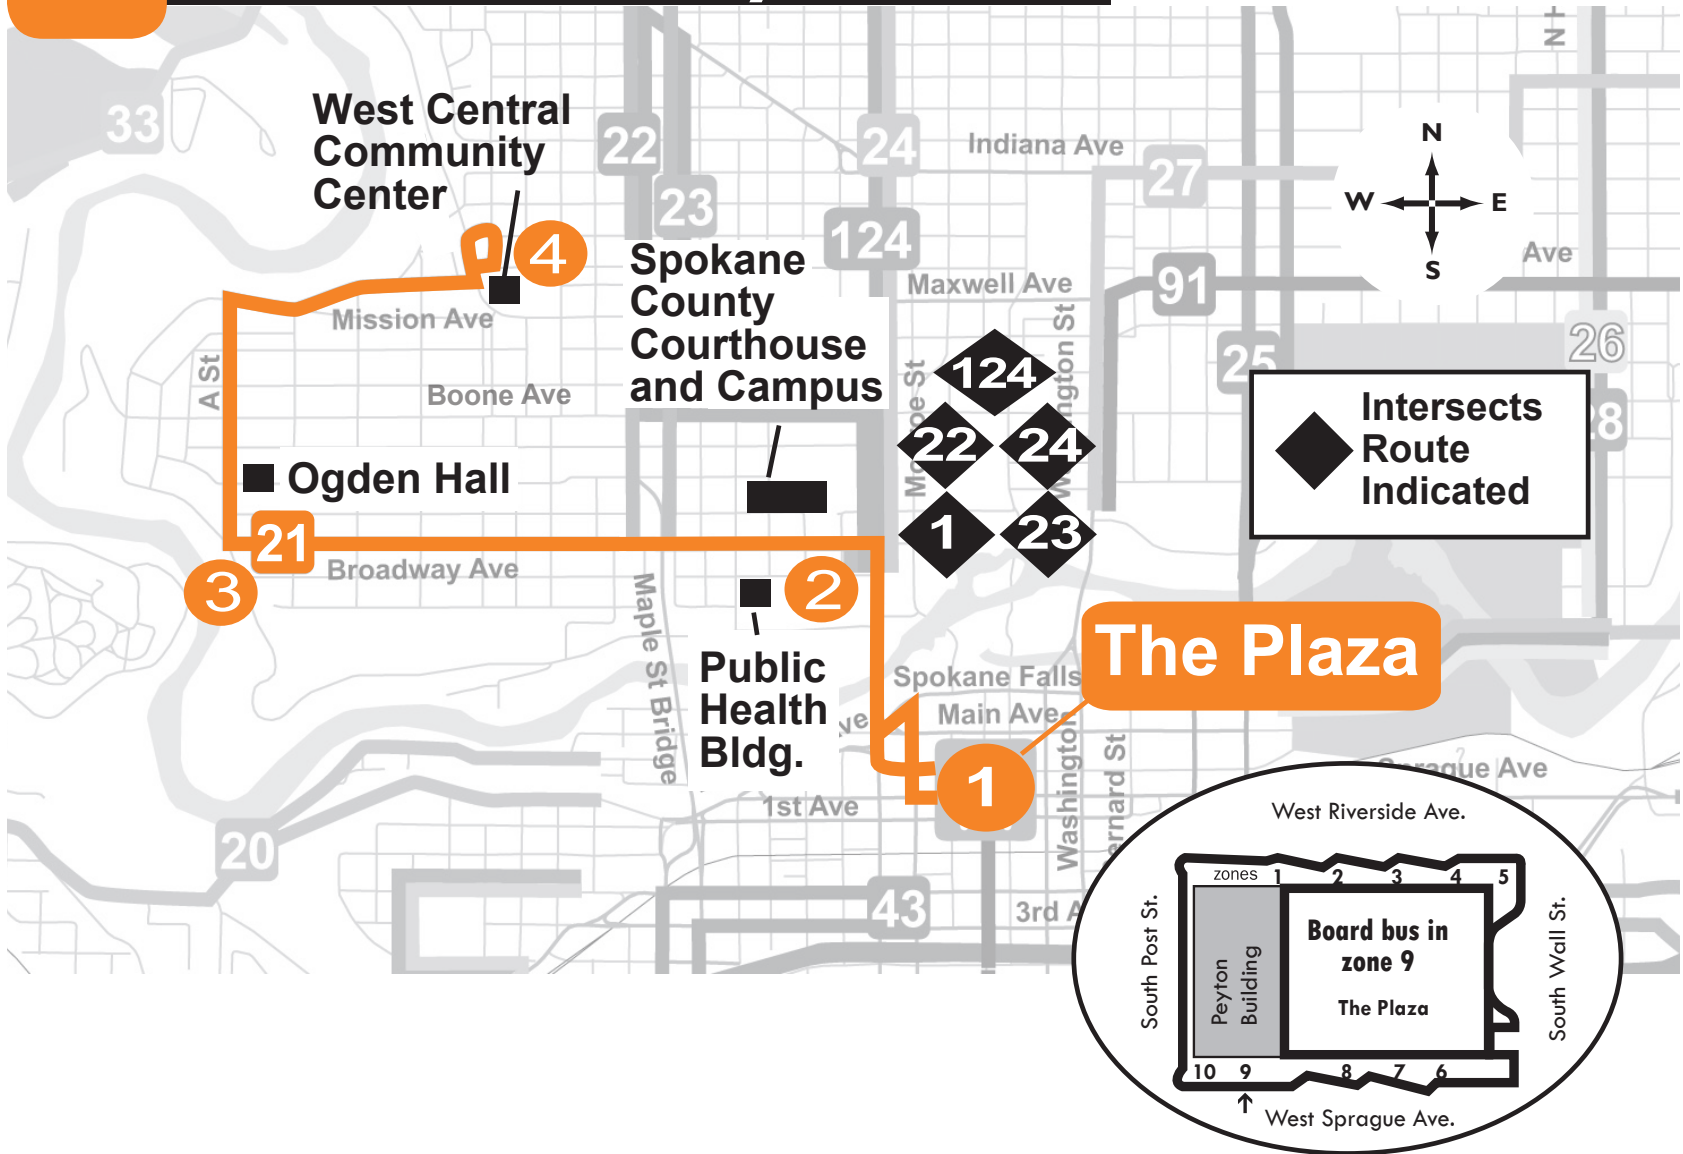 33
West Central
Community
Center
22
23
24
124
Indiana Ave
27
N
W
E
S
Ave
4
Spokane
County
Courthouse
and Campus
Maxwell Ave
91
Mission Ave
A St
Boone Ave
25
26
28
124
22
24
1
23
Intersects
Route
Indicated
Ogden Hall
21
Broadway Ave
3
2
Maple St Bridge
Public
Health
Bldg.
The Plaza
Spokane Falls
Main Ave
1
1st Ave
Washington
Sprague Ave
20
43
3rd
West Riverside Ave.
zones 1 2 3 4 5
South Post St.
Peyton
Building
Board bus in
zone 9
The Plaza
South Wall St.
10 9 8 7 6
West Sprague Ave.